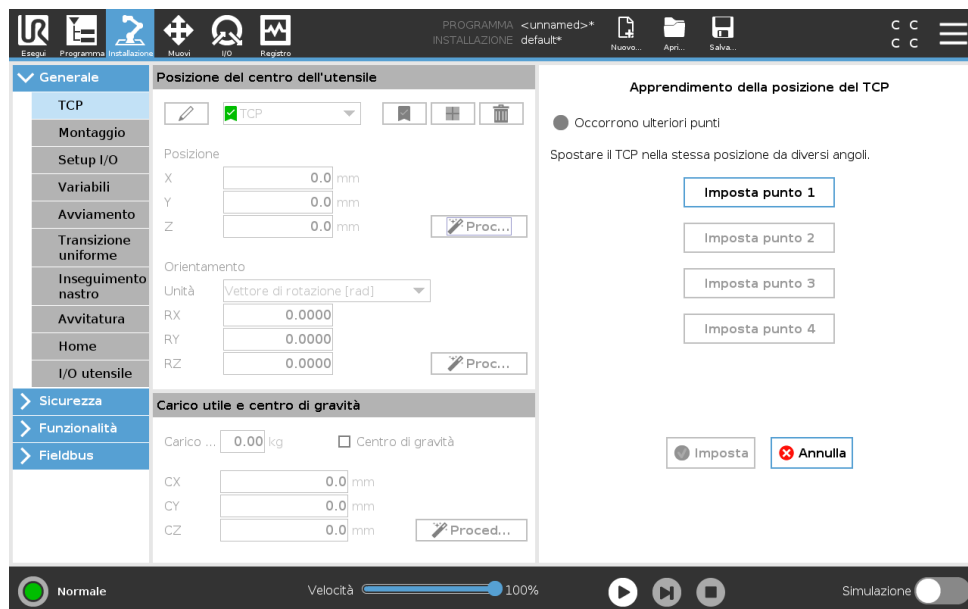 PROGRAMMA <unnamed>*
INSTALLAZIONE default*
Esegui Programma Installazione Muovi I/O Registro Nuovo... Apri... Salva...
C C
C C
Generale
TCP
Montaggio
Setup I/O
Variabili
Avviamento
Transizione
uniforme
Inseguimento
nastro
Avvitatura
Home
I/O utensile
Sicurezza
Funzionalità
Fieldbus
Posizione del centro dell'utensile
TCP
Posizione
X 0.0 mm
Y 0.0 mm
Z 0.0 mm Proc...
Orientamento
Unità Vettore di rotazione [rad]
RX 0.0000
RY 0.0000
RZ 0.0000 Proc...
Carico utile e centro di gravità
Carico ... 0.00 kg Centro di gravità
CX 0.0 mm
CY 0.0 mm
CZ 0.0 mm Proced...
Apprendimento della posizione del TCP
Occorrono ulteriori punti
Spostare il TCP nella stessa posizione da diversi angoli.
Imposta punto 1
Imposta punto 2
Imposta punto 3
Imposta punto 4
Imposta Annulla
Normale Velocità 100% Simulazione